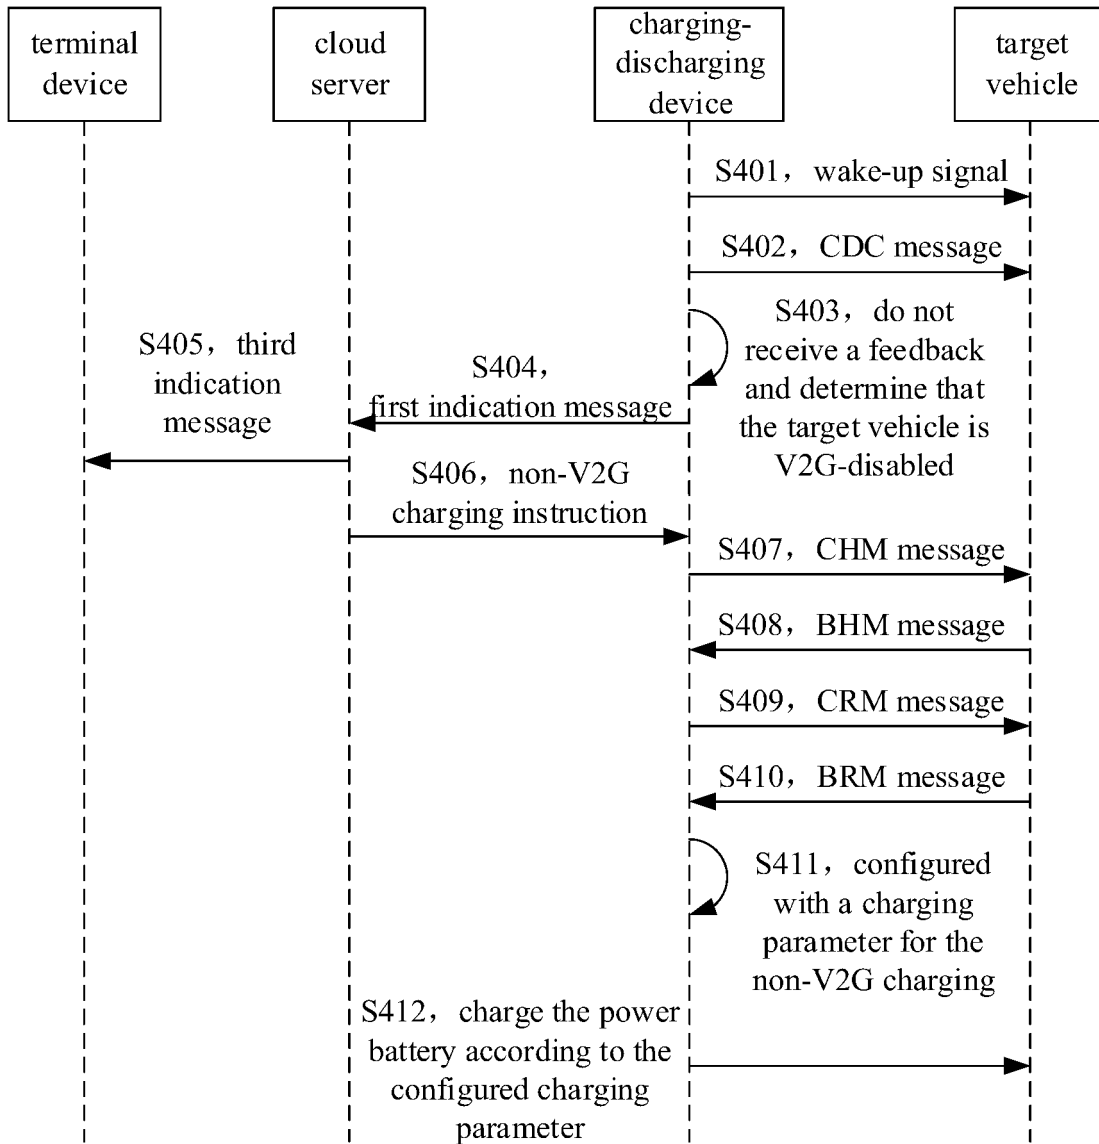 terminal
device
cloud
server
charging-
discharging
device
target
vehicle
S401，wake-up signal
S402，CDC message
S403，do not
receive a feedback
and determine that
the target vehicle is
V2G-disabled
S404，
first indication message
S405，third
indication
message
S406，non-V2G
charging instruction
S407，CHM message
S408，BHM message
S409，CRM message
S410，BRM message
S411，configured
with a charging
parameter for the
non-V2G charging
S412，charge the power
battery according to the
configured charging
parameter